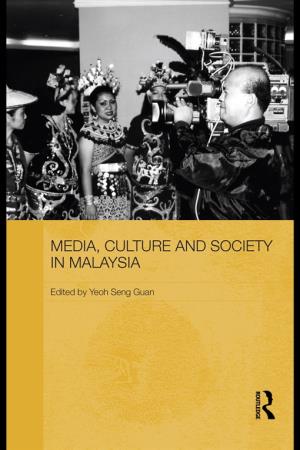 MEDIA, CULTURE AND SOCIETY
IN MALAYSIA
Edited by Yeoh Seng Guan
ROUTLEDGE